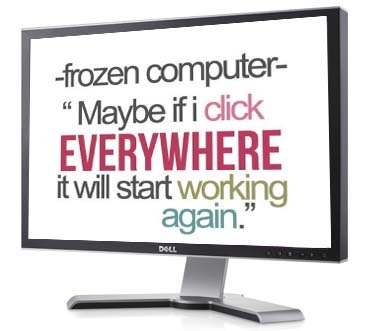 -frozen computer-
“ Maybe if i click
EVERYWHERE
it will start working
again.”
DELL